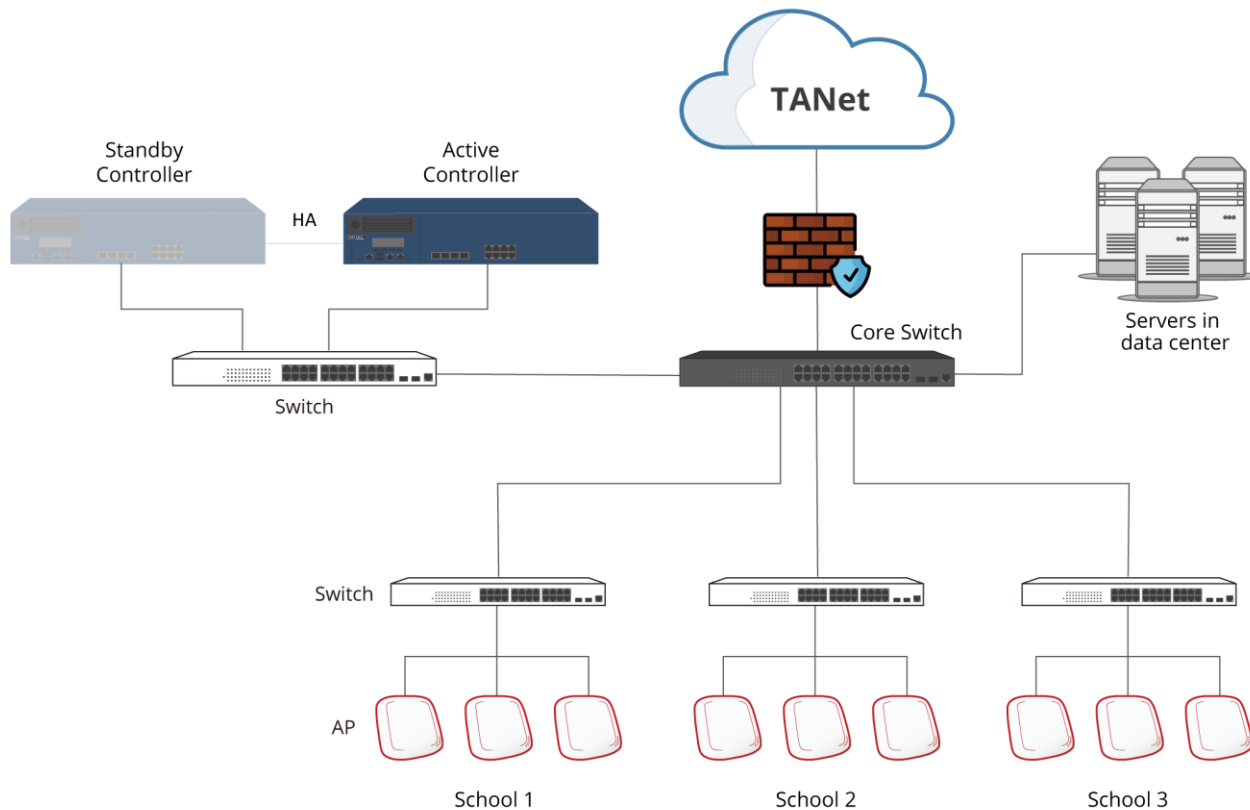 TANet
Standby
Controller
Active
Controller
HA
Core Switch
Servers in
data center
Switch
Switch
AP
School 1
School 2
School 3